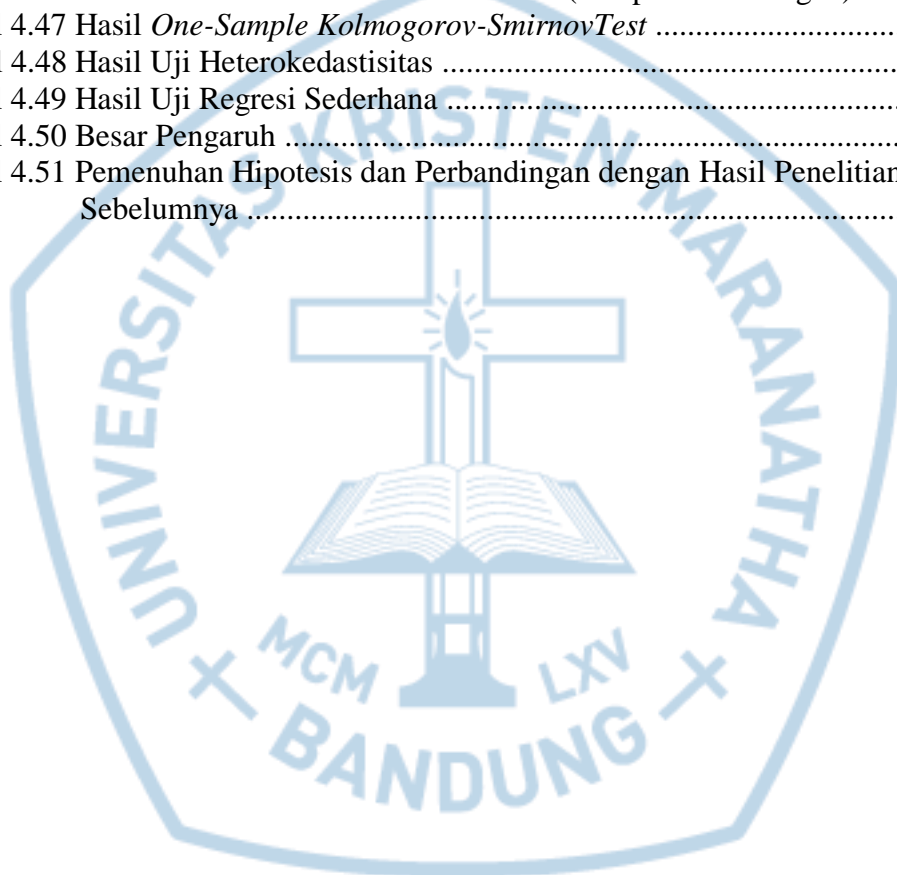 4.47 Hasil One-Sample Kolmogorov-SmirnovTest ........................................
4.48 Hasil Uji Heterokedastisitas ............................................................................
4.49 Hasil Uji Regresi Sederhana ...........................................................................
4.50 Besar Pengaruh ......................................................................................................
4.51 Pemenuhan Hipotesis dan Perbandingan dengan Hasil Penelitian
Sebelumnya .............................................................................................................
UNIVERSITAS KRISTEN MARANATHA
MCM LXV
BANDUNG